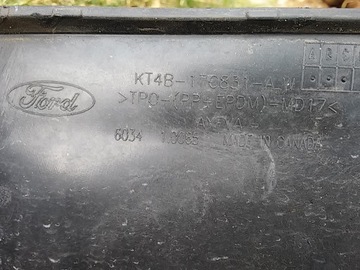 Ford
KT4B-17C831-A
>TPO-(PP+EPDM)-MD17<
6034
MADE IN CANADA